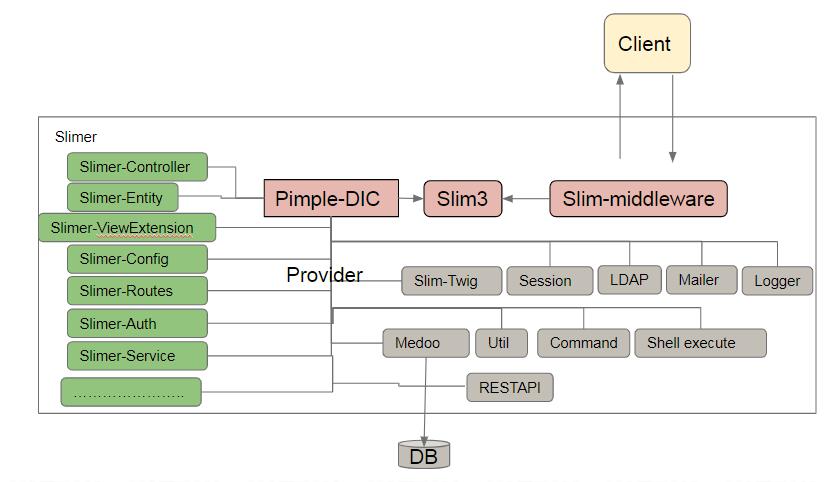 Client
Slimer
Slimer-Controller
Slimer-Entity
Pimple-DIC
Slim3
Slim-middleware
Slimer-ViewExtension
Slimer-Config
Provider
Slim-Twig
Session
LDAP
Mailer
Logger
Slimer-Routes
Slimer-Auth
Medoo
Util
Command
Shell execute
Slimer-Service
RESTAPI
…………………..
DB